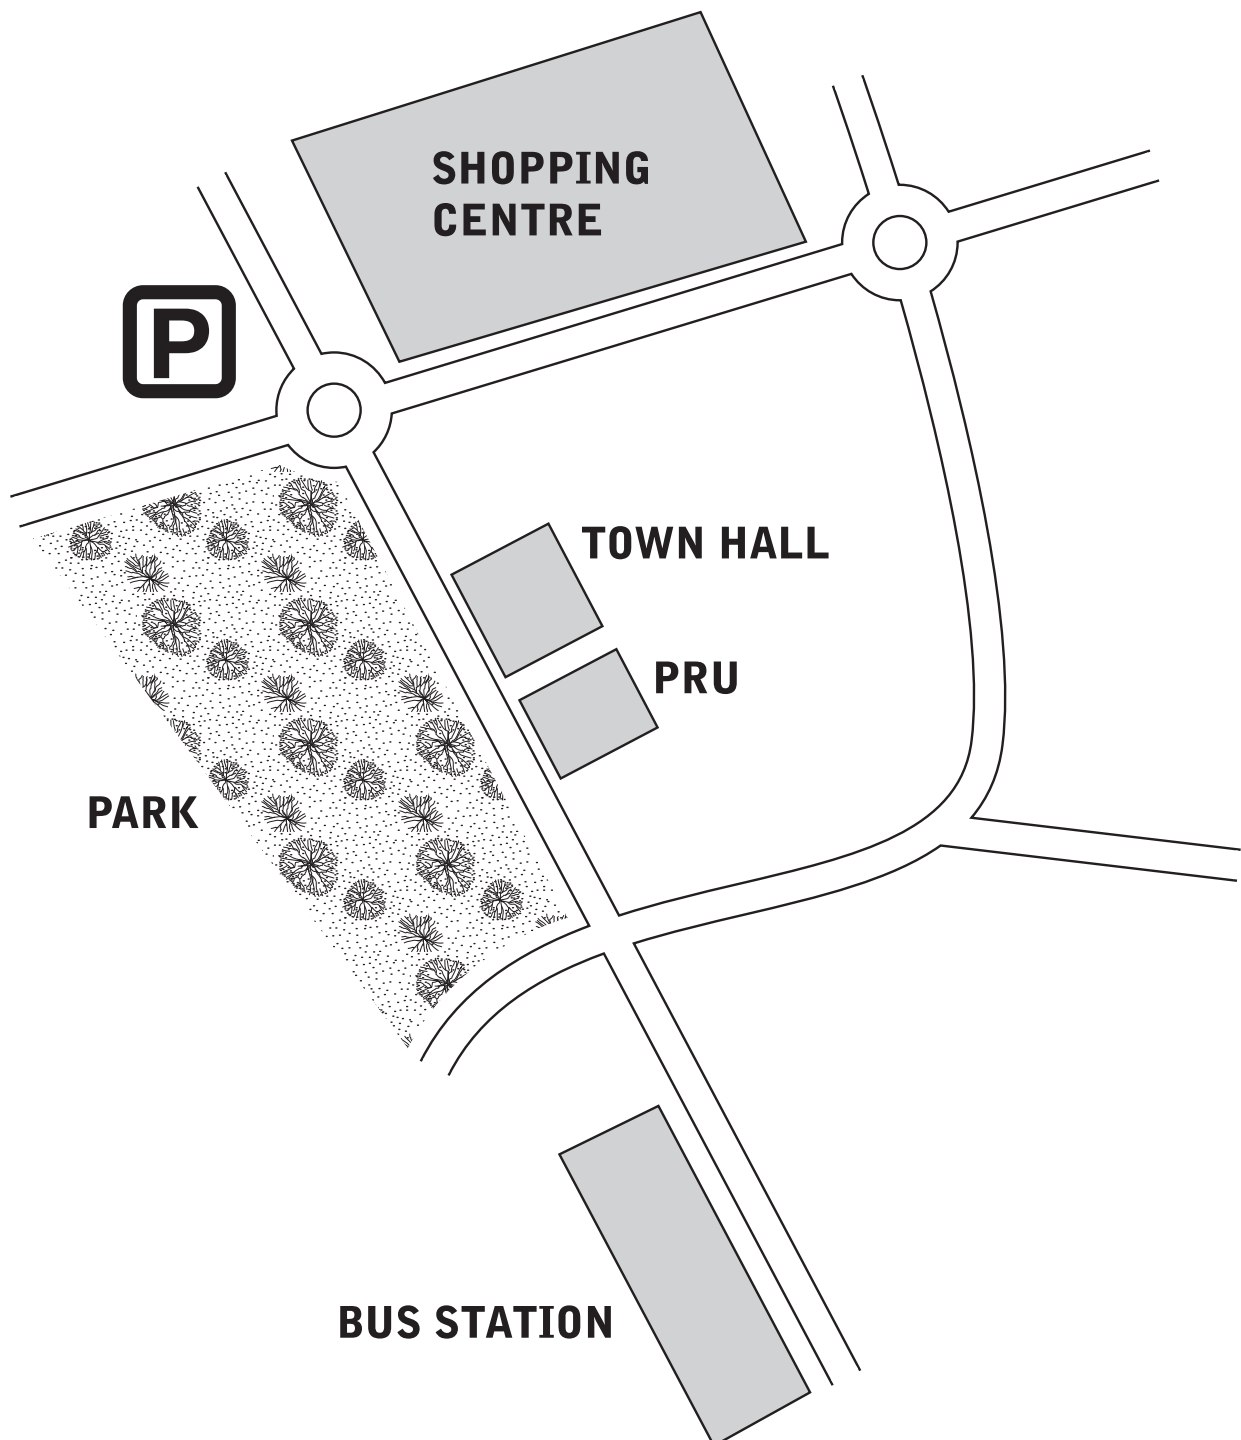 SHOPPING
CENTRE
P
TOWN HALL
PRU
PARK
BUS STATION